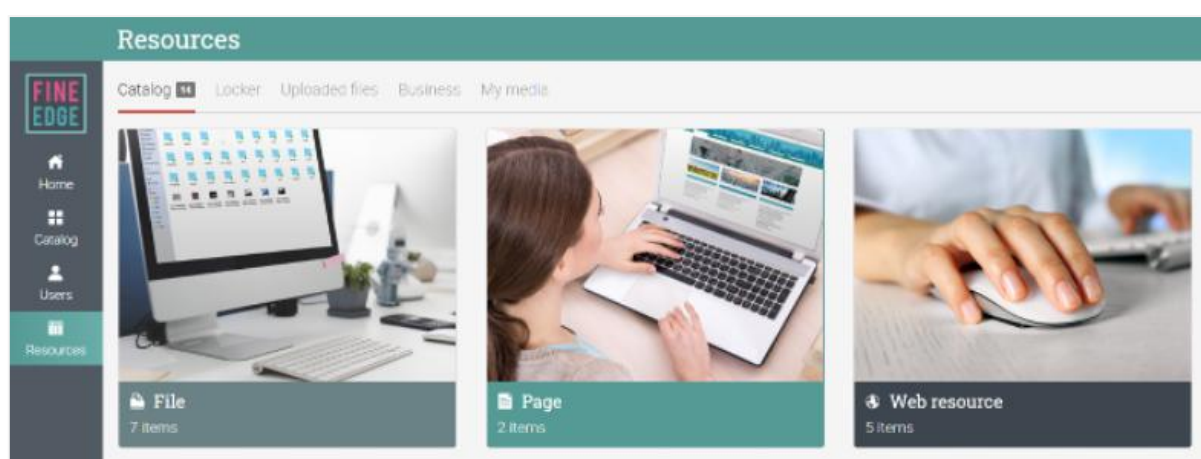 Resources
FINE
EDGE
Catalog 14 Locker Uploaded files Business My media
Home
Catalog
Users
Resources
File
7 items
Page
2 items
Web resource
5 items